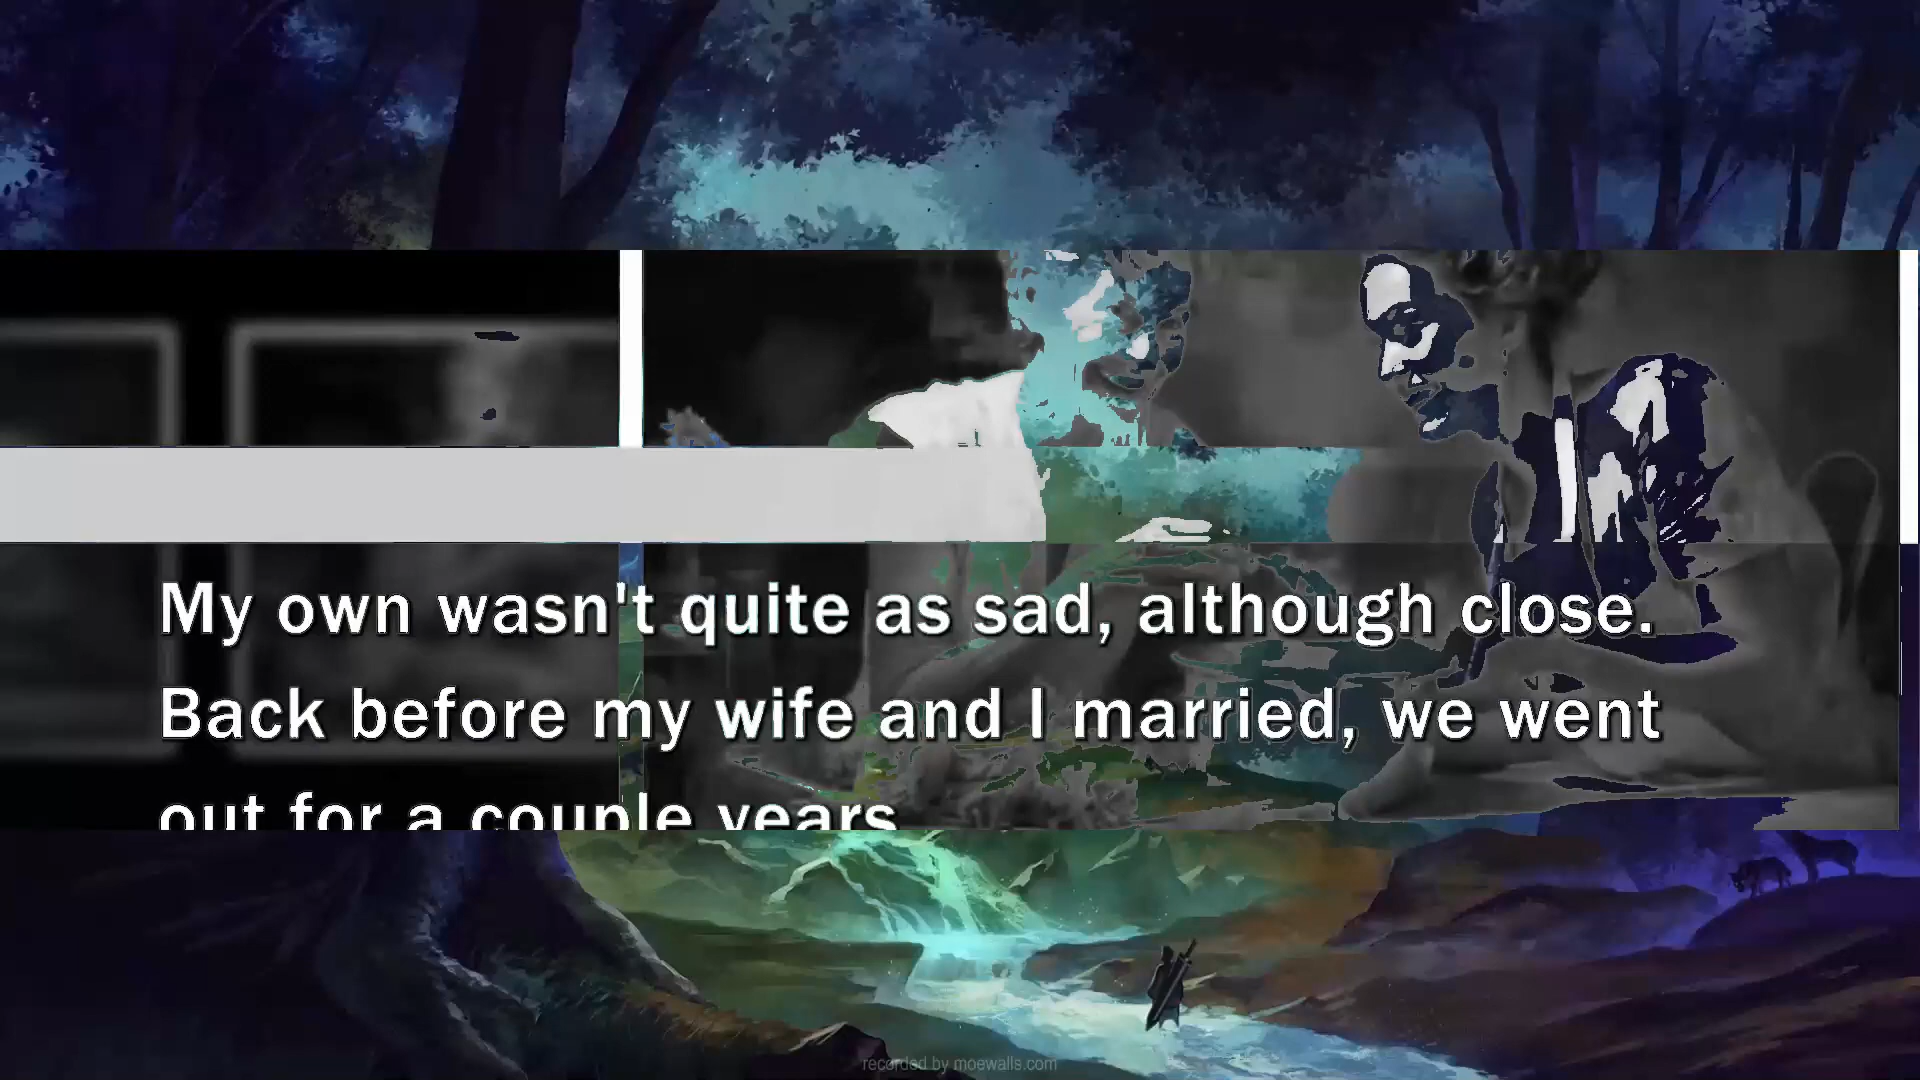 My own wasn't quite as sad, although close.
Back before my wife and I married, we went
out for a couple years
recorded by moewalls.com